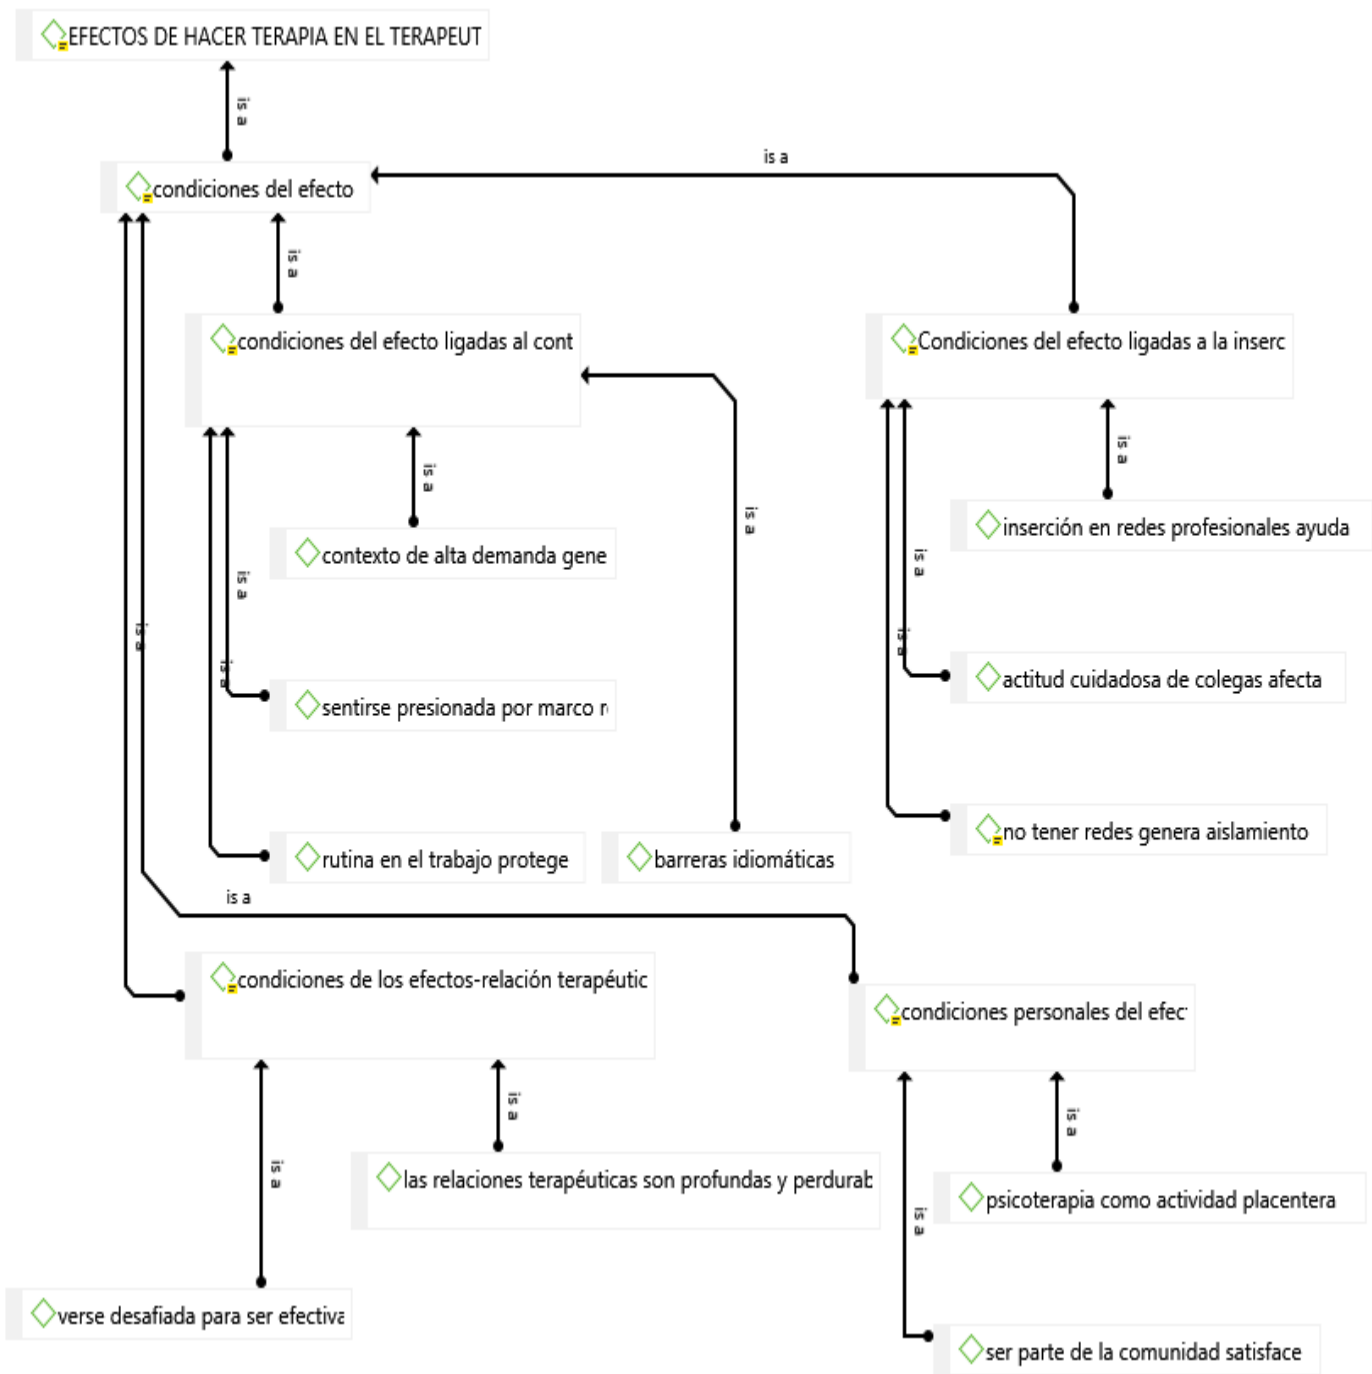 EFECTOS DE HACER TERAPIA EN EL TERAPEUT
is a
condiciones del efecto
is a
is a
condiciones del efecto ligadas al cont
Condiciones del efecto ligadas a la inserc
is a
is a
is a
inserción en redes profesionales ayuda
contexto de alta demanda gene
is a
is a
is a
is a
is a
actitud cuidadosa de colegas afecta
sentirse presionada por marco r
no tener redes genera aislamiento
rutina en el trabajo protege
barreras idiomáticas
is a
condiciones de los efectos-relación terapéutic
condiciones personales del efec
is a
is a
is a
las relaciones terapéuticas son profundas y perdurab
psicoterapia como actividad placentera
is a
verse desafiada para ser efectiva
ser parte de la comunidad satisface